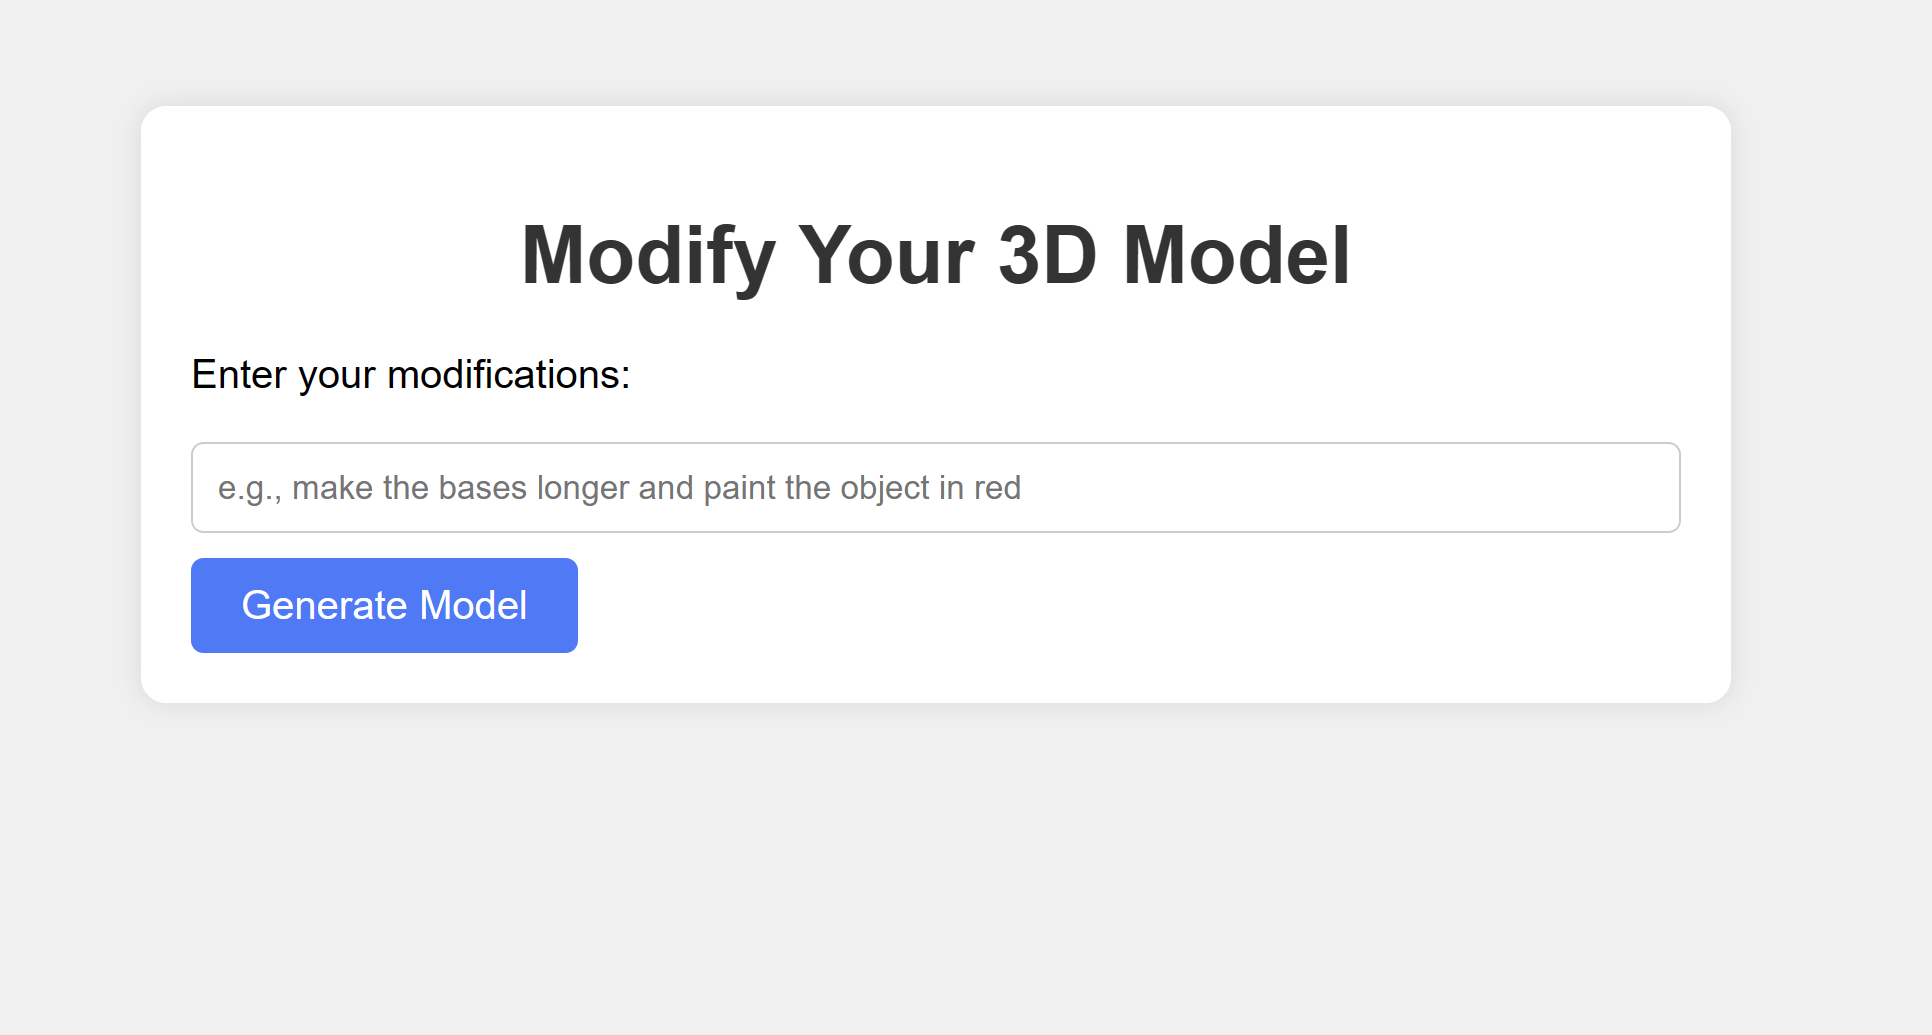 Modify Your 3D Model
Enter your modifications:
e.g., make the bases longer and paint the object in red
Generate Model